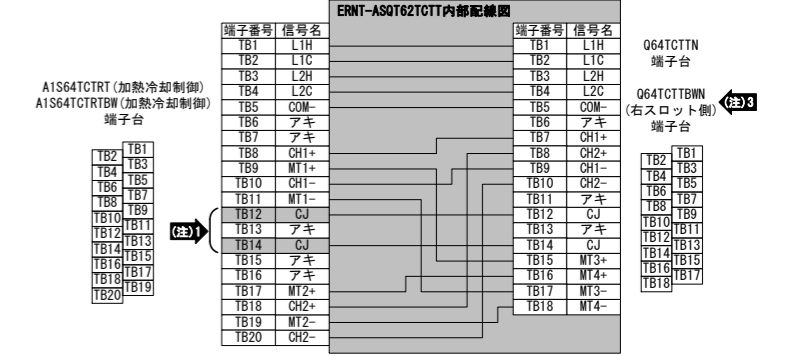 ERNT-ASQT62TCTT内部配線図
端子番号 信号名
TB1 L1H
TB2 L1C
TB3 L2H
TB4 L2C
TB5 COM-
TB6 アキ
TB7 アキ
TB8 CH1+
TB9 MT1+
TB10 CH1-
TB11 MT1-
TB12 CJ
TB13 アキ
TB14 CJ
TB15 アキ
TB16 アキ
TB17 MT2+
TB18 CH2+
TB19 MT2-
TB20 CH2-
端子番号 信号名
TB1 L1H
TB2 L1C
TB3 L2H
TB4 L2C
TB5 COM-
TB6 アキ
TB7 CH1+
TB8 CH2+
TB9 CH1-
TB10 CH2-
TB11 アキ
TB12 CJ
TB13 アキ
TB14 CJ
TB15 MT3+
TB16 MT4+
TB17 MT3-
TB18 MT4-
A1S64TCTRT(加熱冷却制御)
A1S64TCTRTBW(加熱冷却制御)
端子台
TB1
TB2
TB3
TB4
TB5
TB6
TB7
TB8
TB9
TB10
TB11
TB12
TB13
TB14
TB15
TB16
TB17
TB18
TB19
TB20
(注)1
Q64TCTTN
端子台
Q64TCTTBWN
(右スロット側)
端子台
(注)3
TB1
TB2
TB3
TB4
TB5
TB6
TB7
TB8
TB9
TB10
TB11
TB12
TB13
TB14
TB15
TB16
TB17
TB18